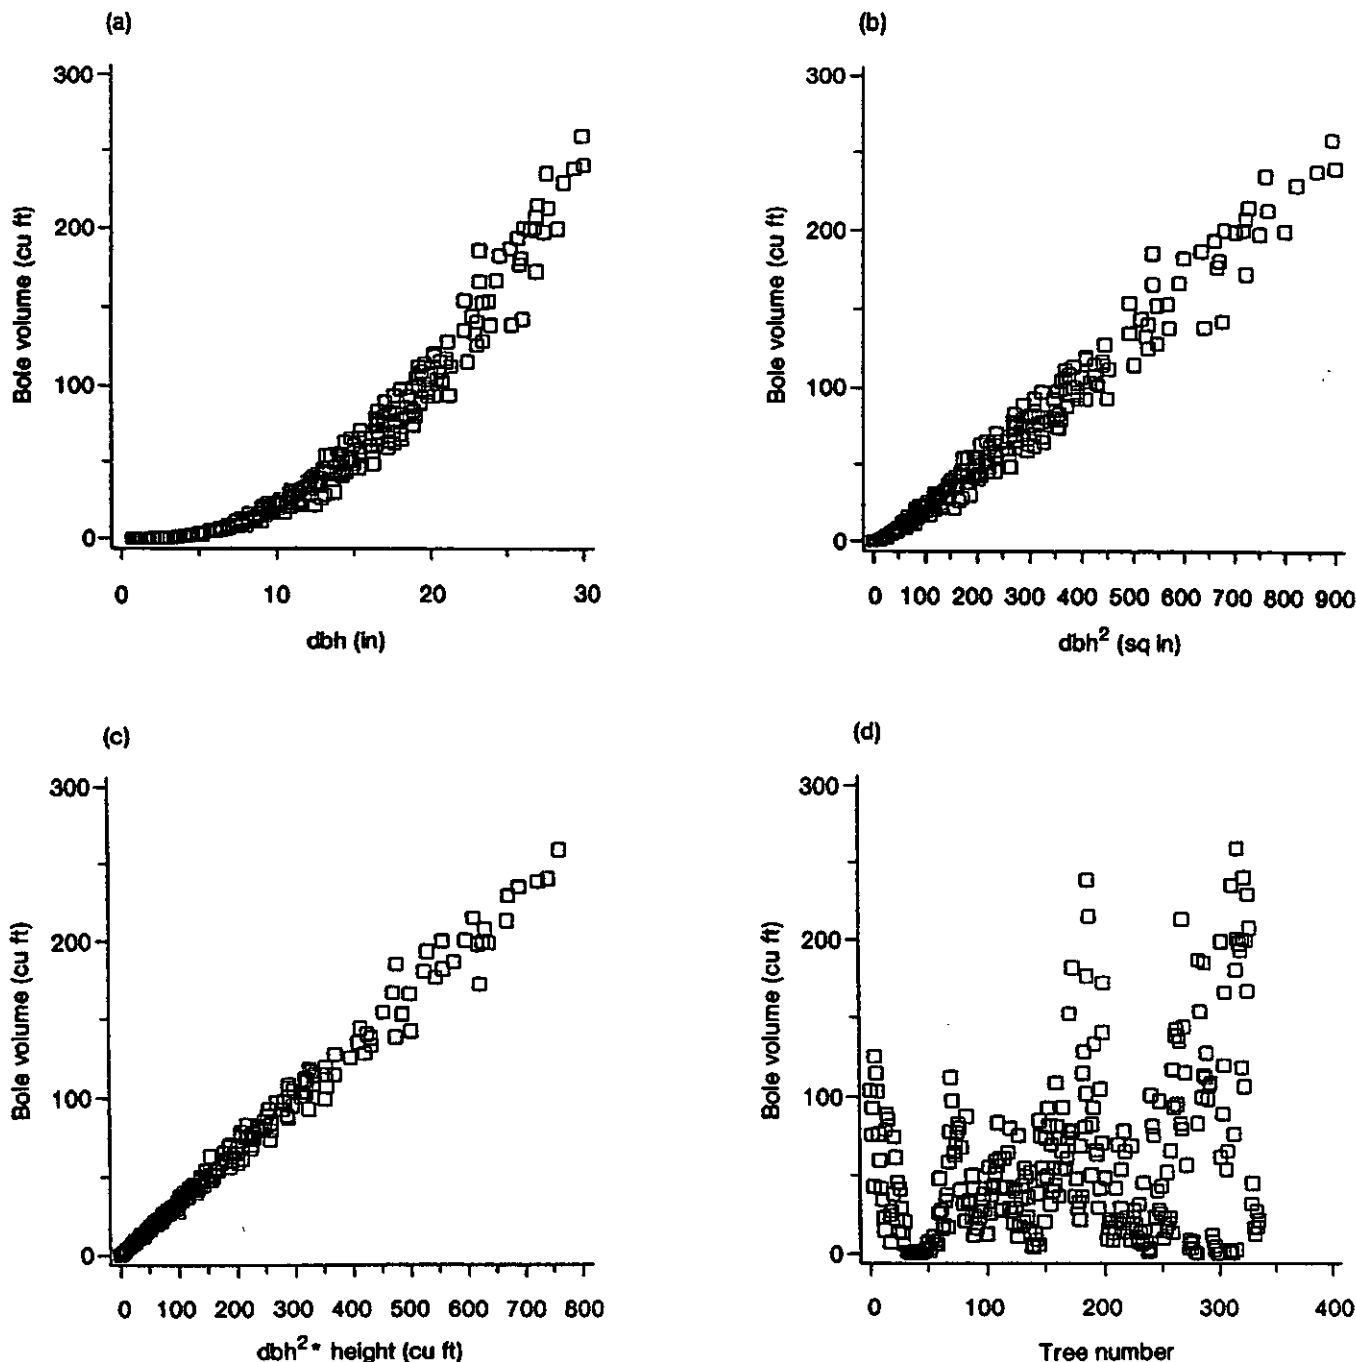 (a)
300
200
100
0
Bole volume (cu ft)
0 10 20 30
dbh (in)
(b)
300
200
100
0
Bole volume (cu ft)
0 100 200 300 400 500 600 700 800 900
dbh² (sq in)
(c)
300
200
100
0
Bole volume (cu ft)
0 100 200 300 400 500 600 700 800
dbh²* height (cu ft)
(d)
300
200
100
0
Bole volume (cu ft)
0 100 200 300 400
Tree number